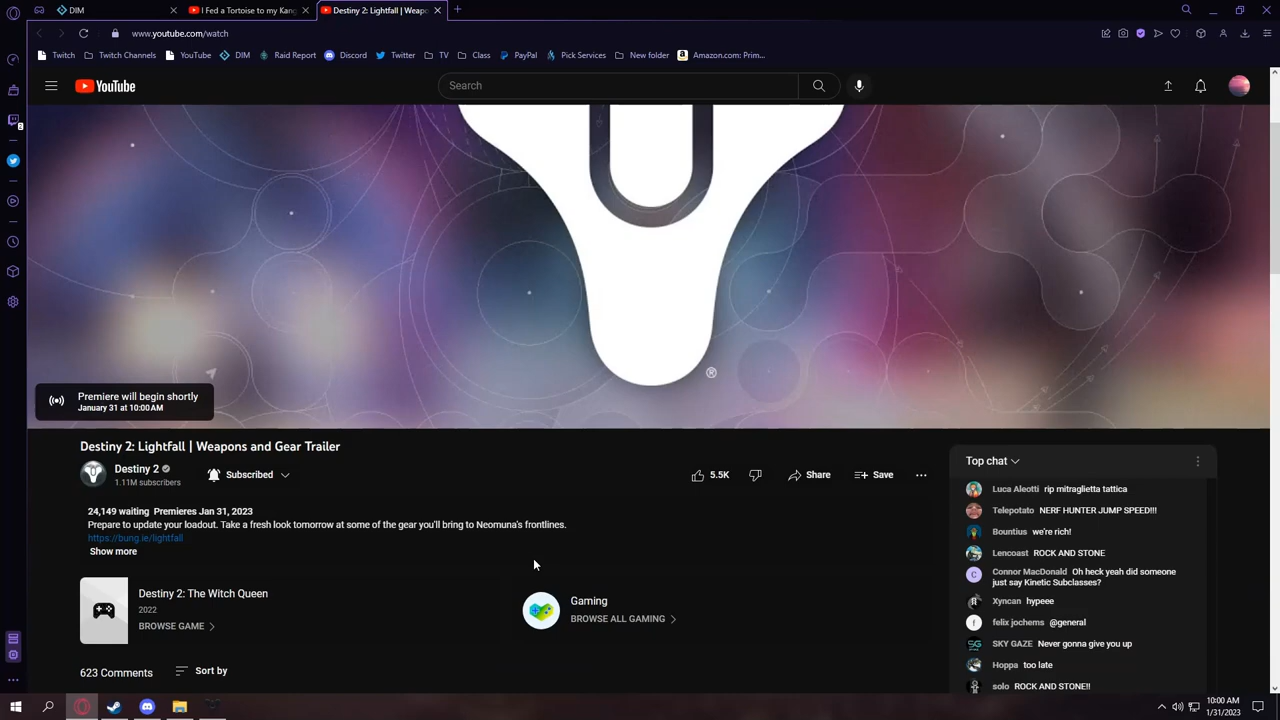 DIM
I Fed a Tortoise to my Kang
Destiny 2: Lightfall | Weapo
www.youtube.com/watch
Twitch
Twitch Channels
YouTube
DIM
Raid Report
Discord
Twitter
TV
Class
PayPal
Pick Services
New folder
Amazon.com: Prim...
YouTube
Search
2
®
Premiere will begin shortly
January 31 at 10:00 AM
Destiny 2: Lightfall | Weapons and Gear Trailer
Destiny 2
1.11M subscribers
Subscribed
5.5K
Share
Save
24,149 waiting Premieres Jan 31, 2023
Prepare to update your loadout. Take a fresh look tomorrow at some of the gear you'll bring to Neomuna's frontlines.
https://bung.ie/lightfall
Show more
Destiny 2: The Witch Queen
2022
BROWSE GAME
Gaming
BROWSE ALL GAMING
623 Comments
Sort by
Top chat
Luca Aleotti rip mitraglietta tattica
Telepotato NERF HUNTER JUMP SPEED!!!
Bountius we're rich!
Lencoast ROCK AND STONE
C
Connor MacDonald Oh heck yeah did someone
just say Kinetic Subclasses?
Xyncan hypeee
f
felix jochems @general
SKY GAZE Never gonna give you up
Hoppa too late
solo ROCK AND STONE!!
10:00 AM
1/31/2023